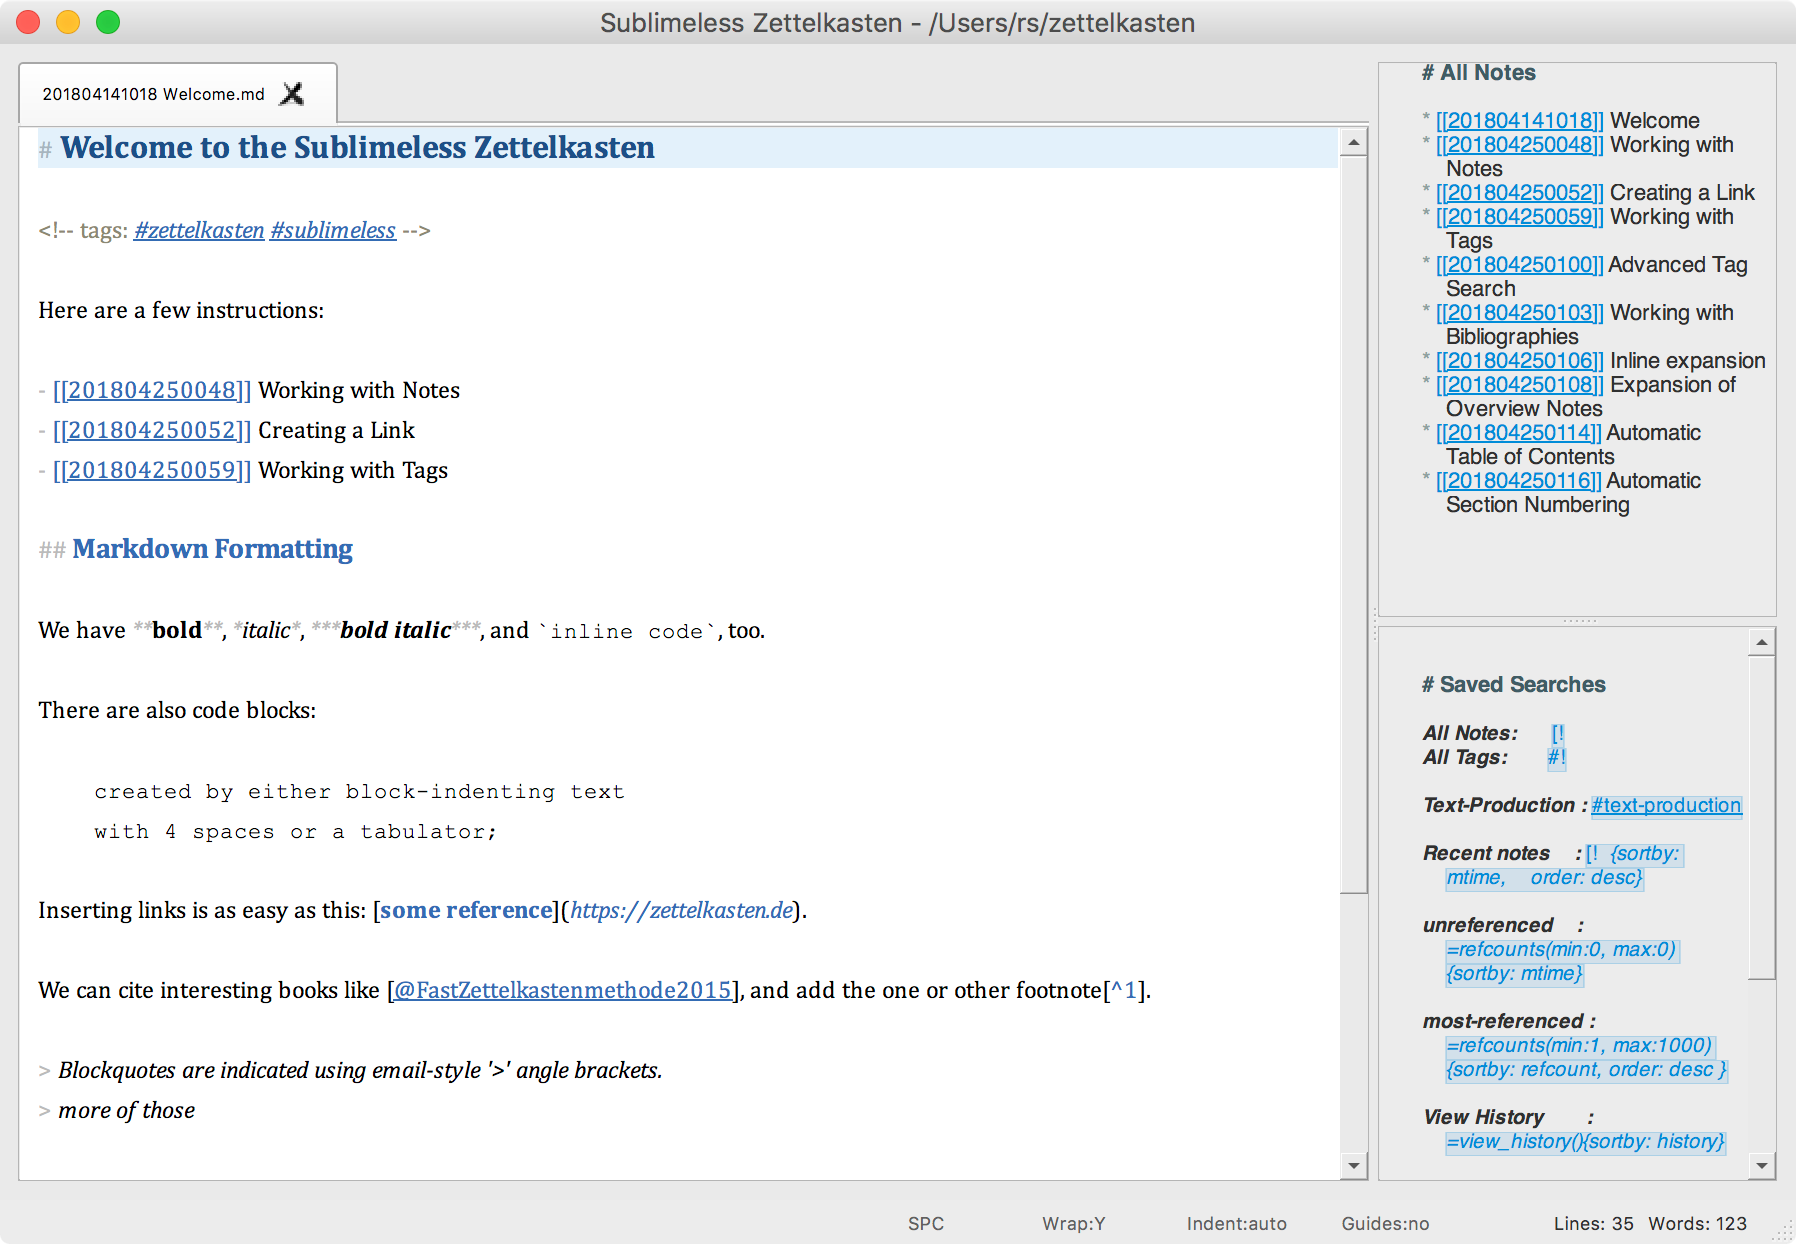 Sublimeless Zettelkasten - /Users/rs/zettelkasten
201804141018 Welcome.md
# Welcome to the Sublimeless Zettelkasten
<!-- tags: #zettelkasten #sublimeless -->
Here are a few instructions:
- [[201804250048]] Working with Notes
- [[201804250052]] Creating a Link
- [[201804250059]] Working with Tags
## Markdown Formatting
We have **bold**, *italic*, ***bold italic***, and `inline code`, too.
There are also code blocks:
created by either block-indenting text
with 4 spaces or a tabulator;
Inserting links is as easy as this: [some reference](https://zettelkasten.de).
We can cite interesting books like [@FastZettelkastenmethode2015], and add the one or other footnote[^1].
> Blockquotes are indicated using email-style '>' angle brackets.
> more of those
# All Notes
* [[201804141018]] Welcome
* [[201804250048]] Working with
Notes
* [[201804250052]] Creating a Link
* [[201804250059]] Working with
Tags
* [[201804250100]] Advanced Tag
Search
* [[201804250103]] Working with
Bibliographies
* [[201804250106]] Inline expansion
* [[201804250108]] Expansion of
Overview Notes
* [[201804250114]] Automatic
Table of Contents
* [[201804250116]] Automatic
Section Numbering
# Saved Searches
All Notes: [!
All Tags: #!
Text-Production : #text-production
Recent notes : [! {sortby:
mtime, order: desc}
unreferenced :
=refcounts(min:0, max:0)
{sortby: mtime}
most-referenced :
=refcounts(min:1, max:1000)
{sortby: refcount, order: desc }
View History :
=view_history(){sortby: history}
SPC Wrap:Y Indent:auto Guides:no Lines: 35 Words: 123